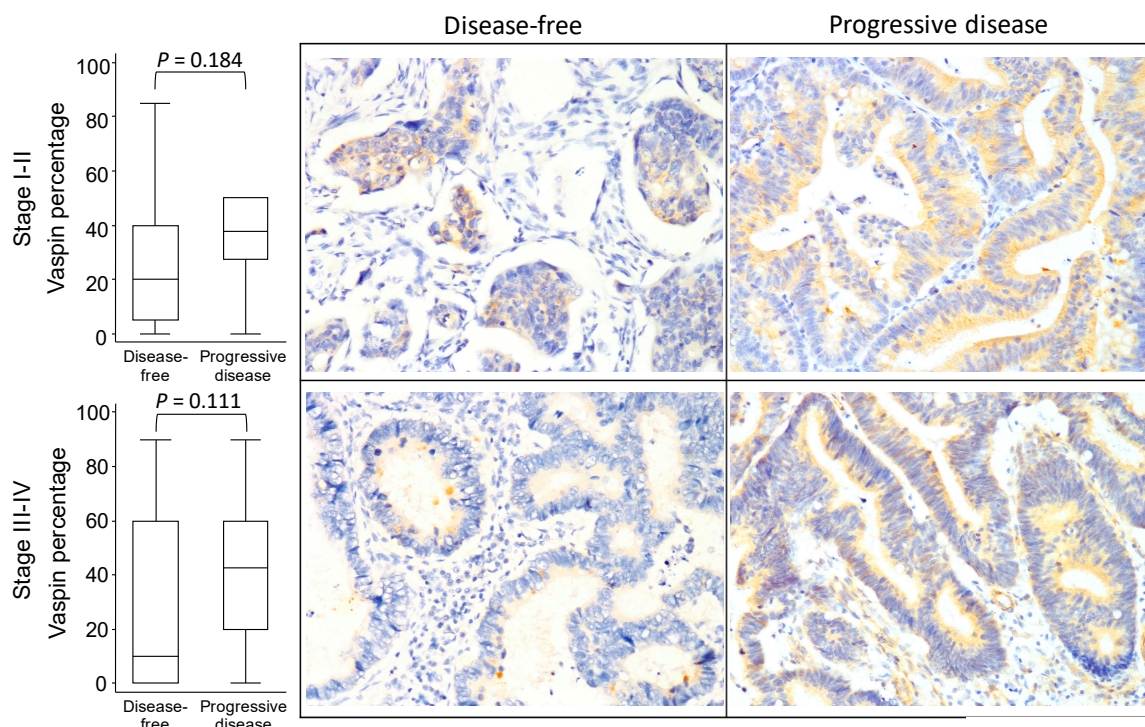 Disease-free
Progressive disease
P = 0.184
100
80
60
40
20
0
Stage I-II
Vaspin percentage
Disease-
free
Progressive
disease
P = 0.111
100
80
60
40
20
0
Stage III-IV
Vaspin percentage
Disease-
free
Progressive
disease